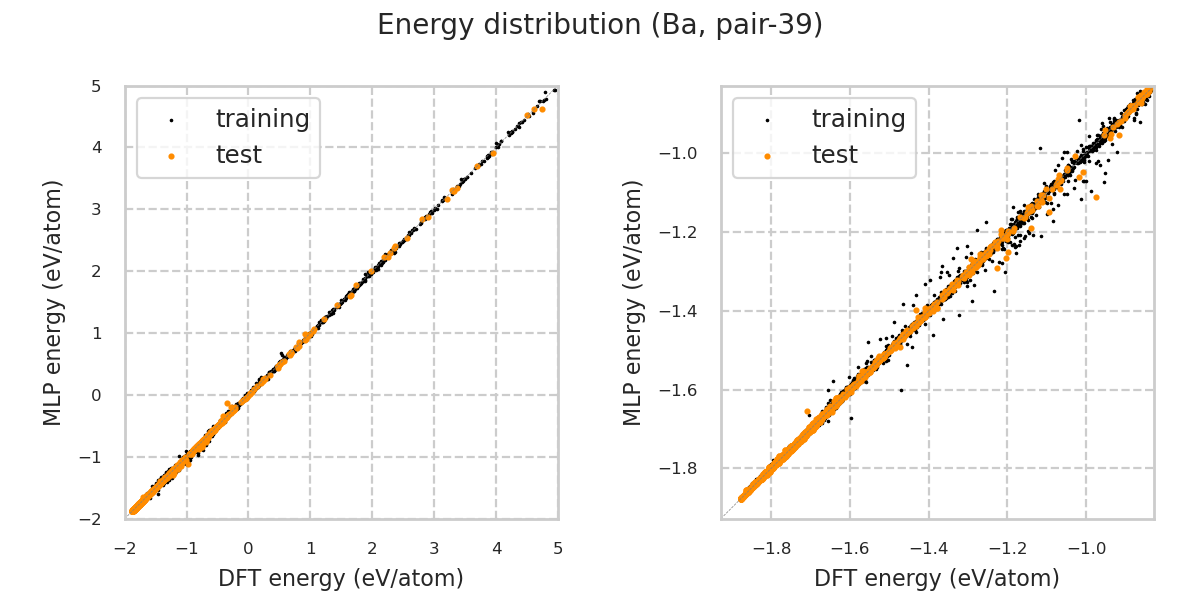 Energy distribution (Ba, pair-39)
MLP energy (eV/atom)
5
4
3
2
1
0
−1
−2
training
test
−2
−1
0
1
2
3
4
5
DFT energy (eV/atom)
MLP energy (eV/atom)
−1.0
−1.2
−1.4
−1.6
−1.8
training
test
−1.8
−1.6
−1.4
−1.2
−1.0
DFT energy (eV/atom)